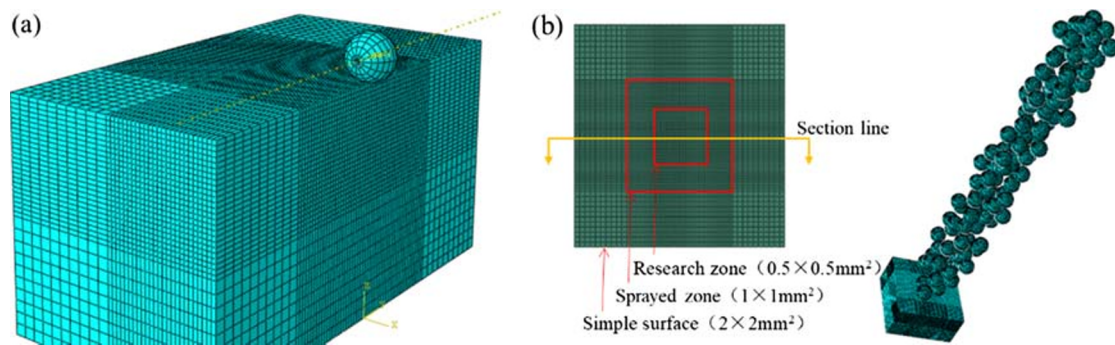 (a)
(b)
Section line
Research zone（0.5×0.5mm²）
Sprayed zone（1×1mm²）
Simple surface（2×2mm²）
Z
X